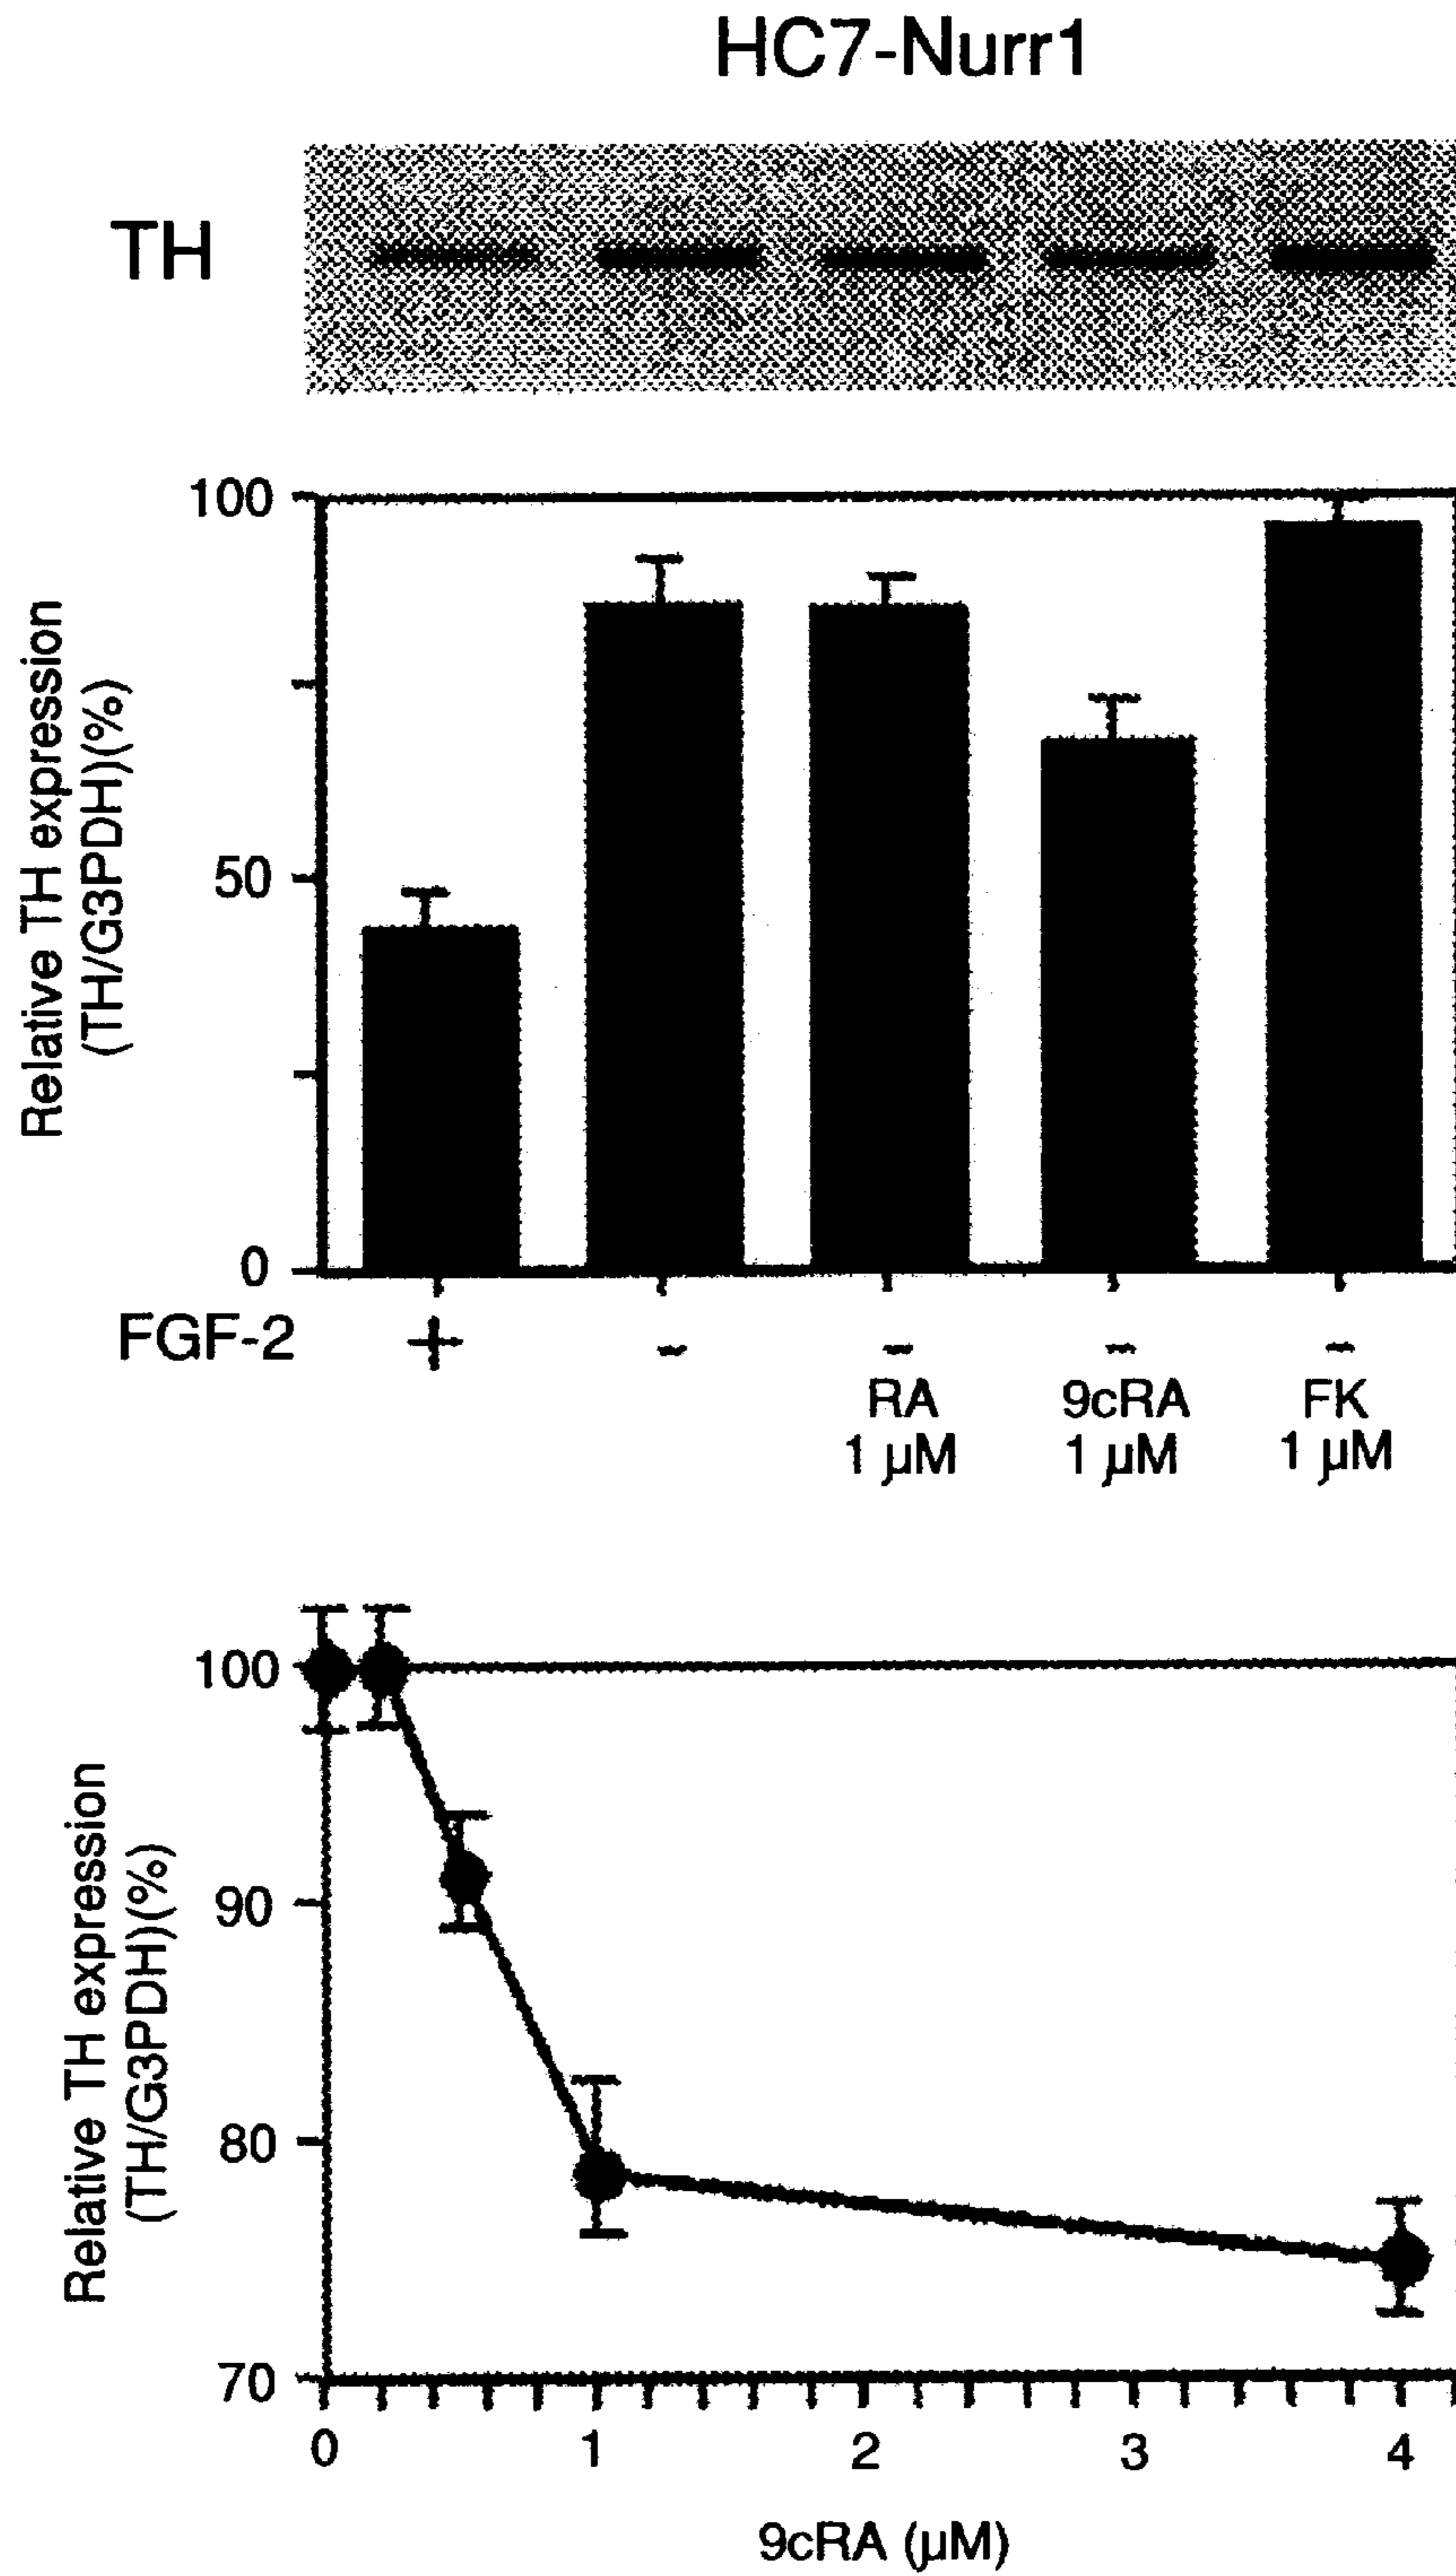 HC7-Nurr1
TH
Relative TH expression
(TH/G3PDH)(%)
100
50
0
FGF-2 + - - - -
RA 9cRA FK
1 µM 1 µM 1 µM
Relative TH expression
(TH/G3PDH)(%)
100
90
80
70
0 1 2 3 4
9cRA (µM)